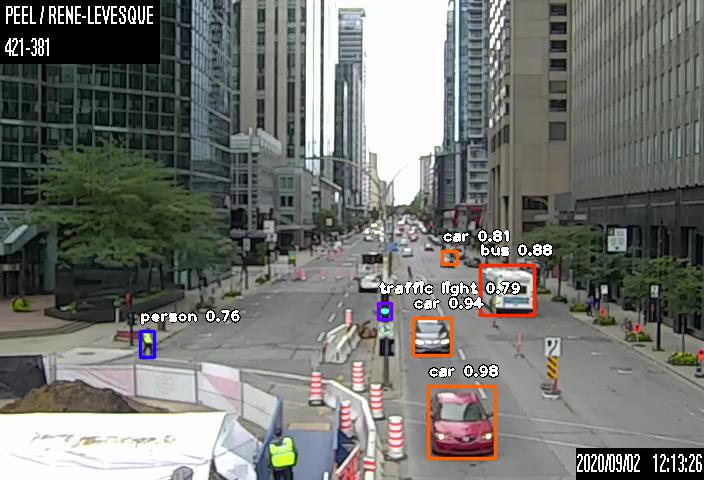 PEEL / RENE-LEVESQUE
421-381
car 0.81
bus 0.88
traffic light 0.79
car 0.94
person 0.76
car 0.98
2020/09/02 12:13:26